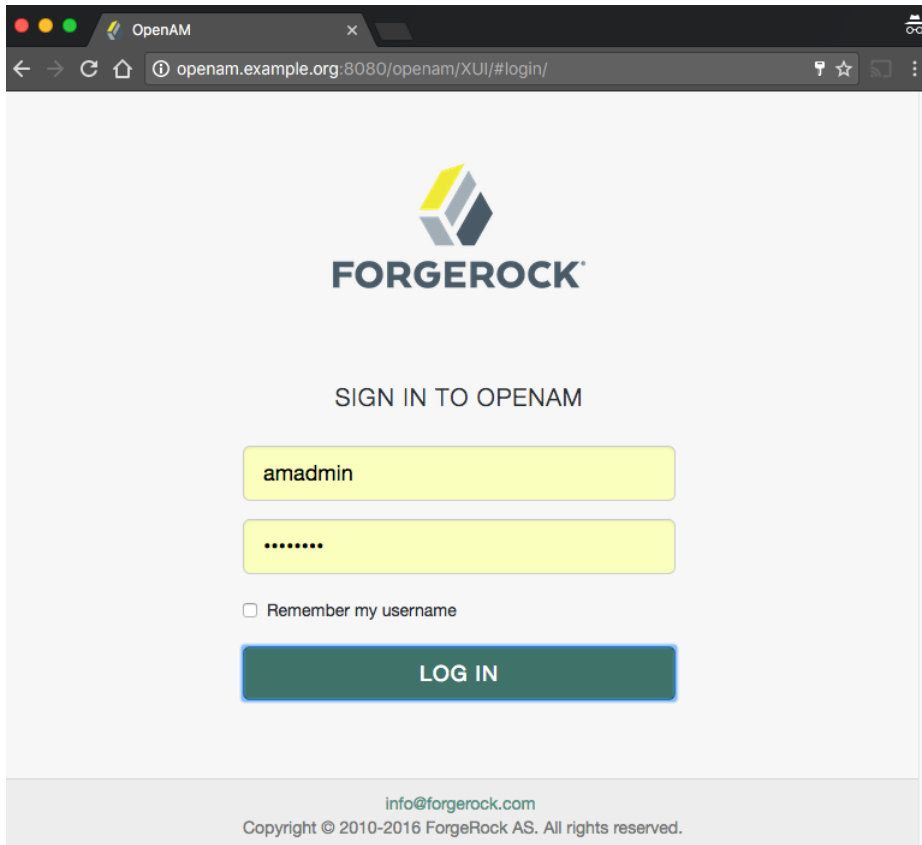 OpenAM
openam.example.org:8080/openam/XUI/#login/
FORGEROCK
SIGN IN TO OPENAM
amadmin
••••••••
Remember my username
LOG IN
info@forgerock.com
Copyright © 2010-2016 ForgeRock AS. All rights reserved.